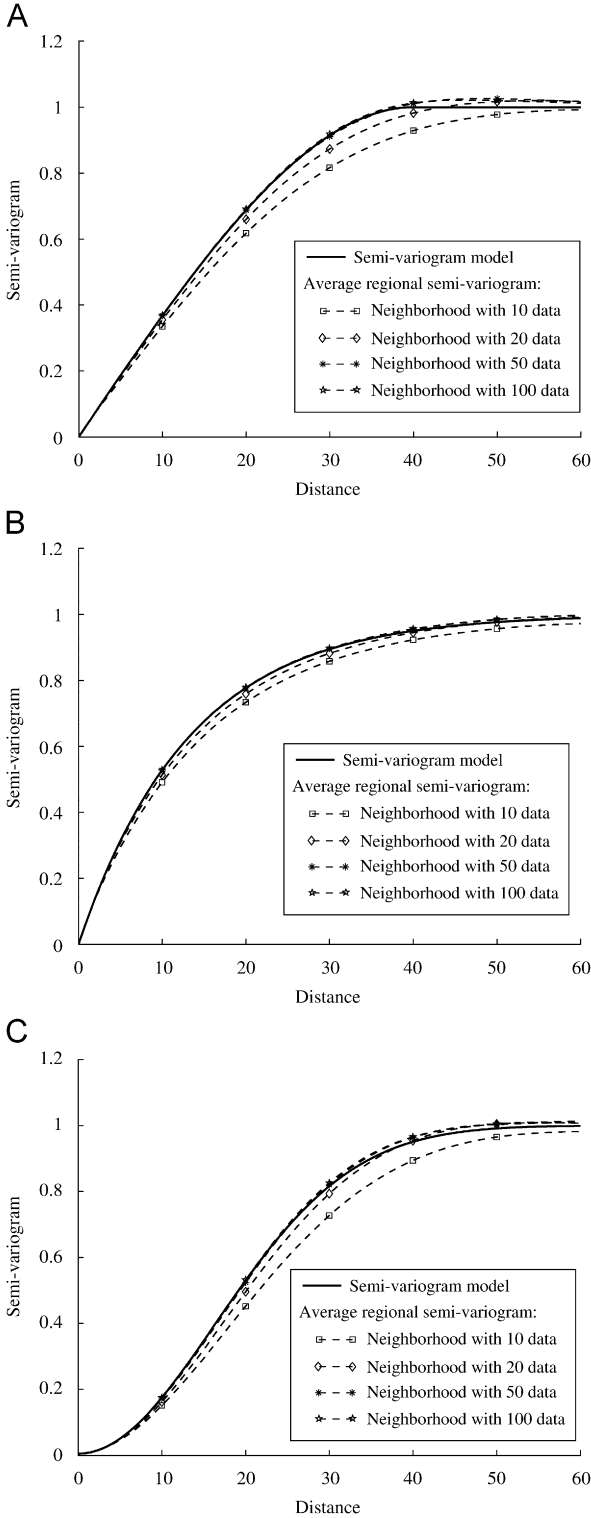 A
1.2
1
0.8
0.6
0.4
0.2
0
Semi-variogram
Semi-variogram model
Average regional semi-variogram:
Neighborhood with 10 data
Neighborhood with 20 data
Neighborhood with 50 data
Neighborhood with 100 data
0 10 20 30 40 50 60
Distance
B
1.2
1
0.8
0.6
0.4
0.2
0
Semi-variogram
Semi-variogram model
Average regional semi-variogram:
Neighborhood with 10 data
Neighborhood with 20 data
Neighborhood with 50 data
Neighborhood with 100 data
0 10 20 30 40 50 60
Distance
C
1.2
1
0.8
0.6
0.4
0.2
0
Semi-variogram
Semi-variogram model
Average regional semi-variogram:
Neighborhood with 10 data
Neighborhood with 20 data
Neighborhood with 50 data
Neighborhood with 100 data
0 10 20 30 40 50 60
Distance